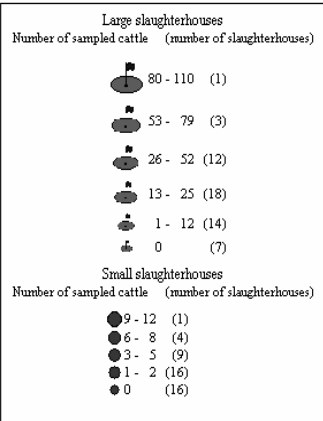 Large slaughterhouses
Number of sampled cattle (number of slaughterhouses)
80 - 110 (1)
53 - 79 (3)
26 - 52 (12)
13 - 25 (18)
1 - 12 (14)
0 (7)
Small slaughterhouses
Number of sampled cattle (number of slaughterhouses)
9 - 12 (1)
6 - 8 (4)
3 - 5 (9)
1 - 2 (16)
0 (16)